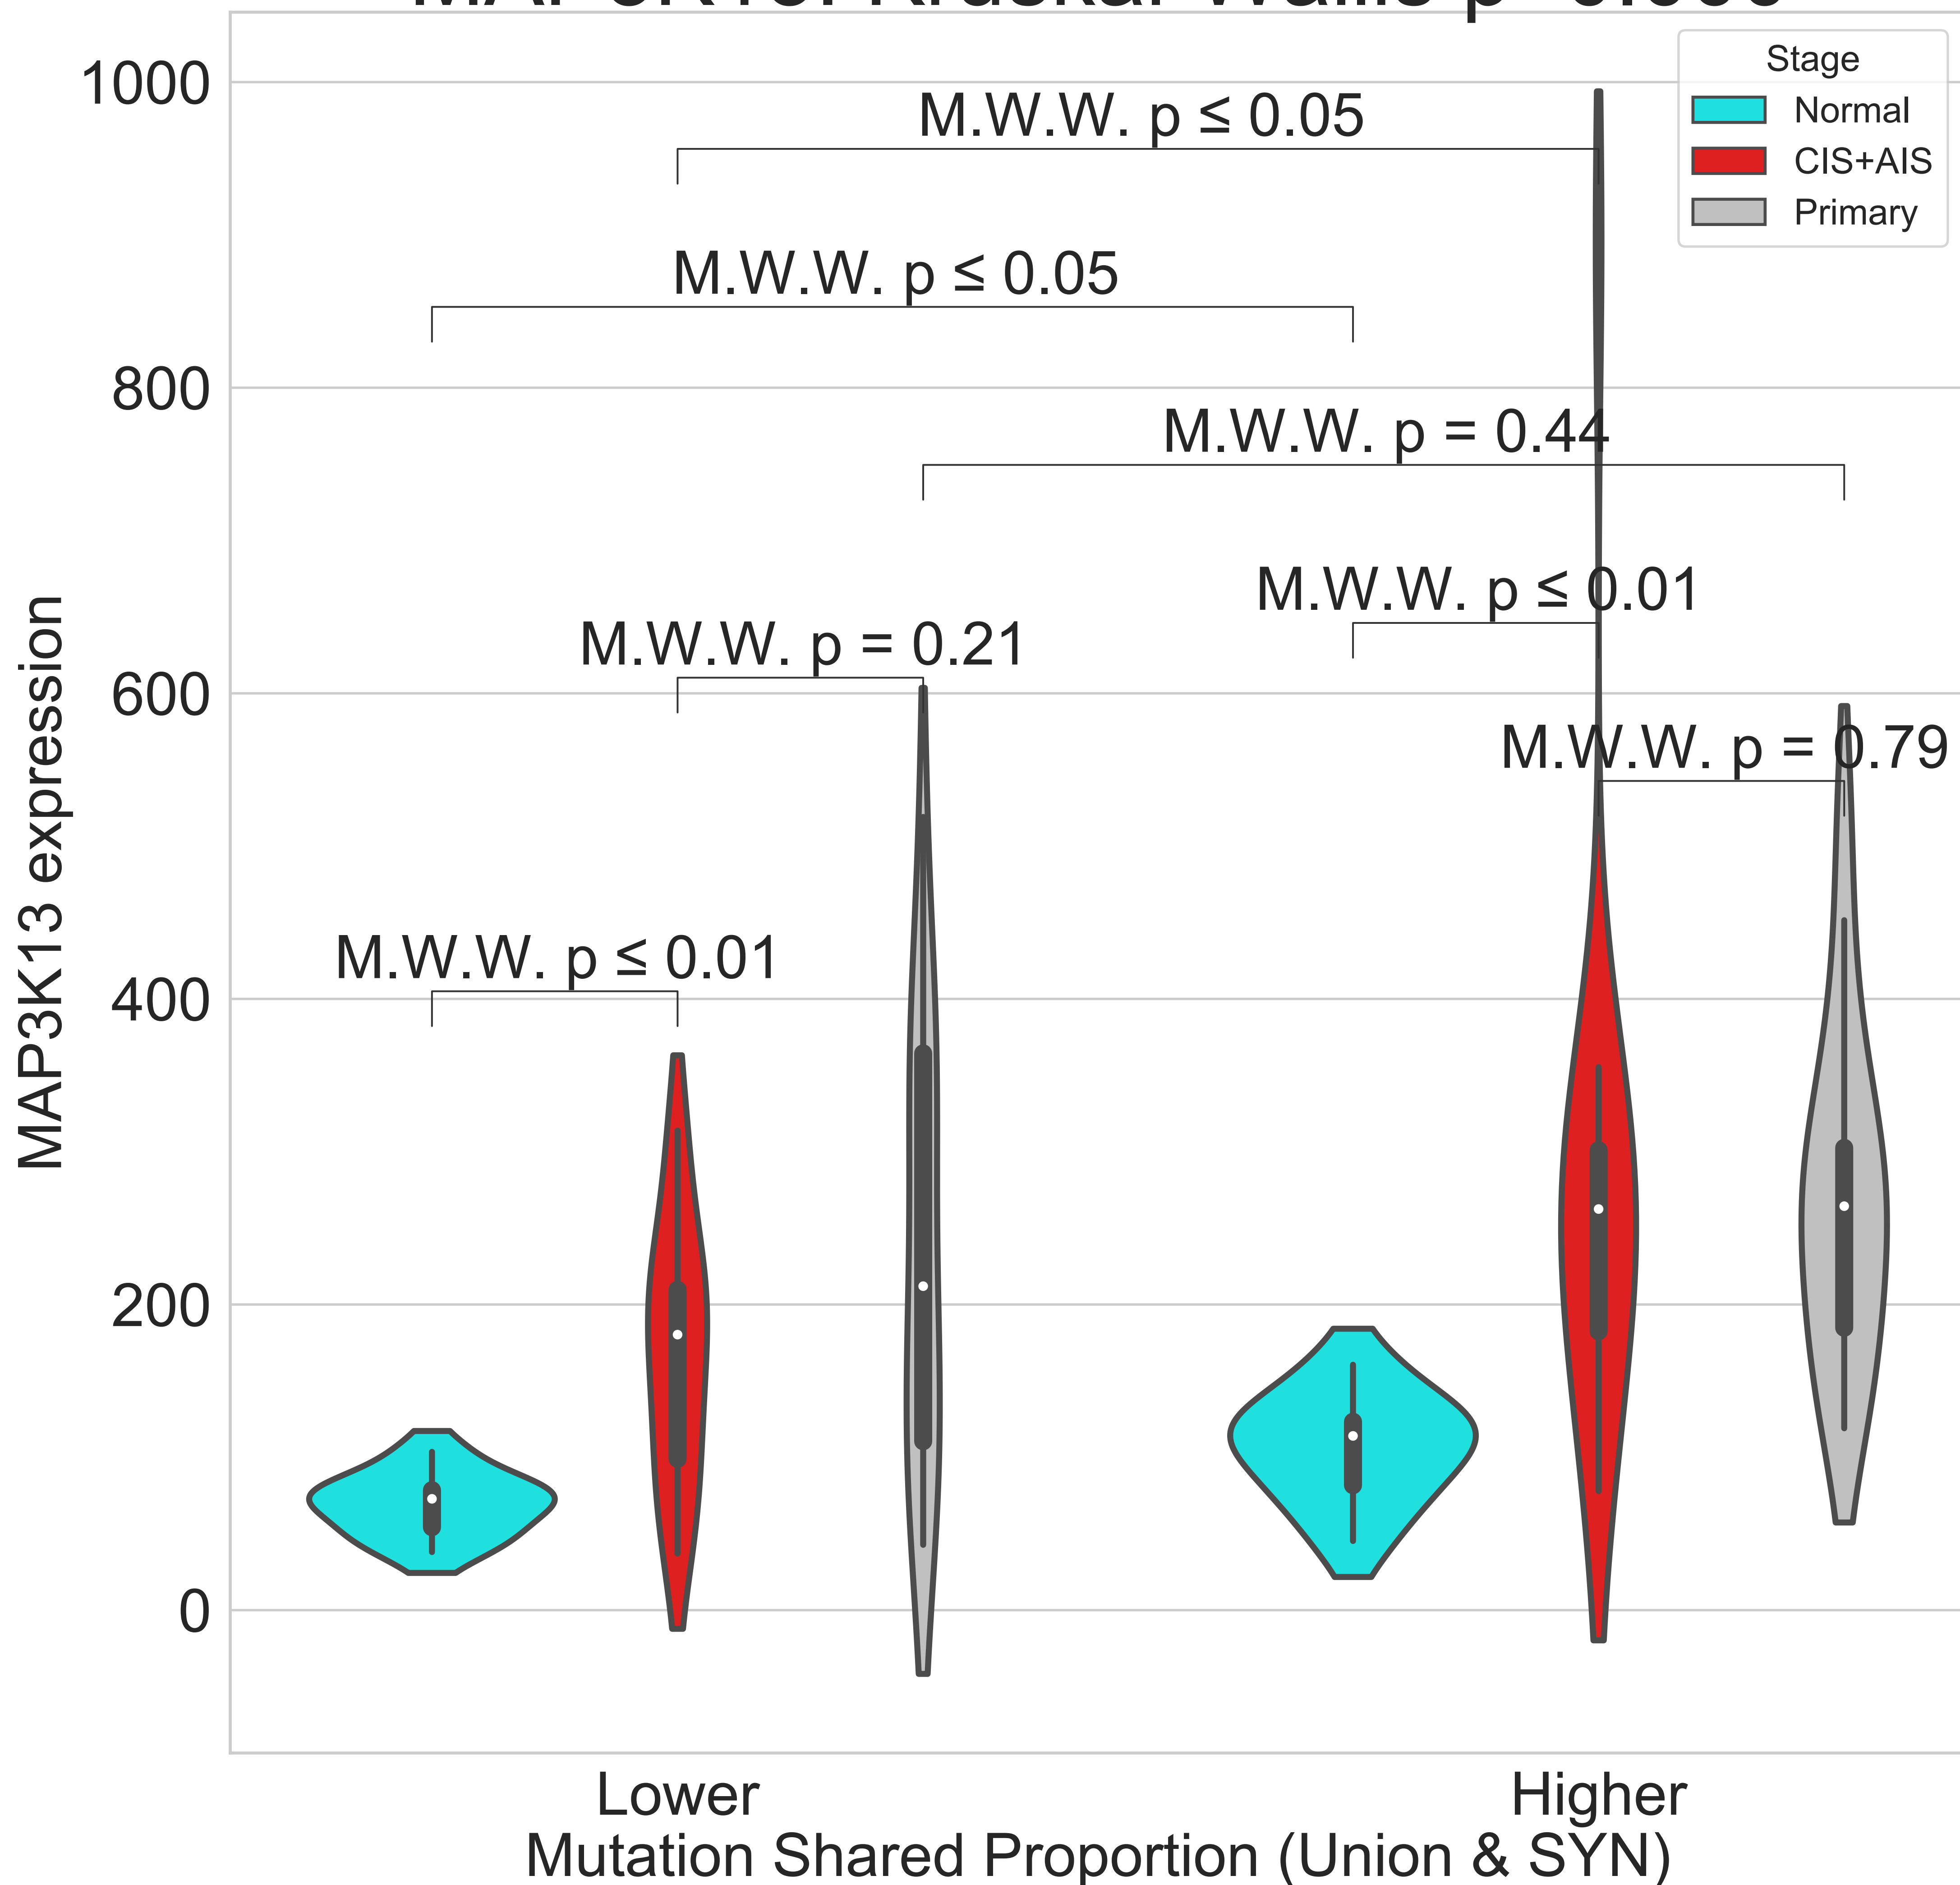 Stage
Normal
CIS+AIS
Primary
1000
800
600
400
200
0
MAP3K13 expression
M.W.W. p ≤ 0.05
M.W.W. p ≤ 0.05
M.W.W. p = 0.44
M.W.W. p ≤ 0.01
M.W.W. p = 0.21
M.W.W. p = 0.79
M.W.W. p ≤ 0.01
Lower
Higher
Mutation Shared Proportion (Union & SYN)